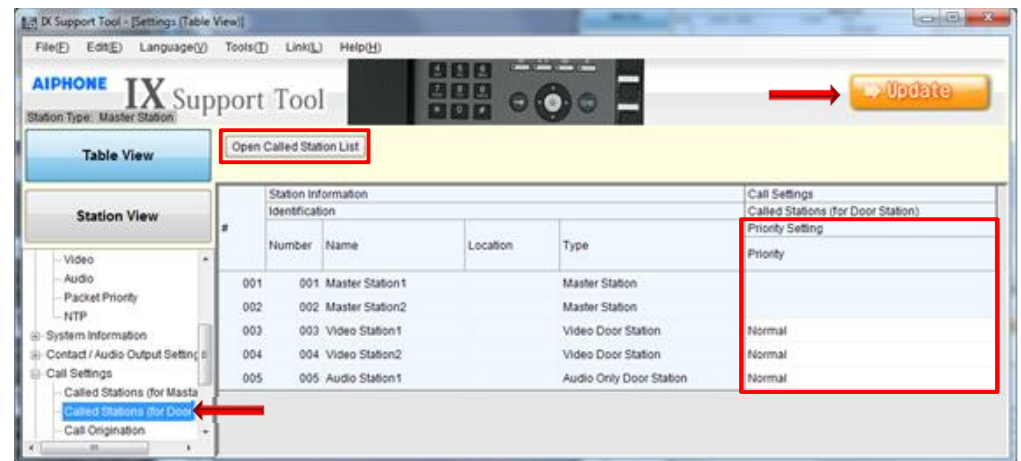 IX Support Tool - [Settings (Table View)]
File(F) Edit(E) Language(V) Tools(T) Link(L) Help(H)
AIPHONE IX Support Tool
Update
Station Type: Master Station
Table View
Open Called Station List
Station View
Station Information
Call Settings
Identification
Called Stations (for Door Station)
#
Number
Name
Location
Type
Priority Setting
Priority
001 001 Master Station1 Master Station
002 002 Master Station2 Master Station
003 003 Video Station1 Video Door Station Normal
004 004 Video Station2 Video Door Station Normal
005 005 Audio Station1 Audio Only Door Station Normal
Video
Audio
Packet Priority
NTP
System Information
Contact / Audio Output Setting
Call Settings
Called Stations (for Masta
Called Stations (for Door
Call Origination